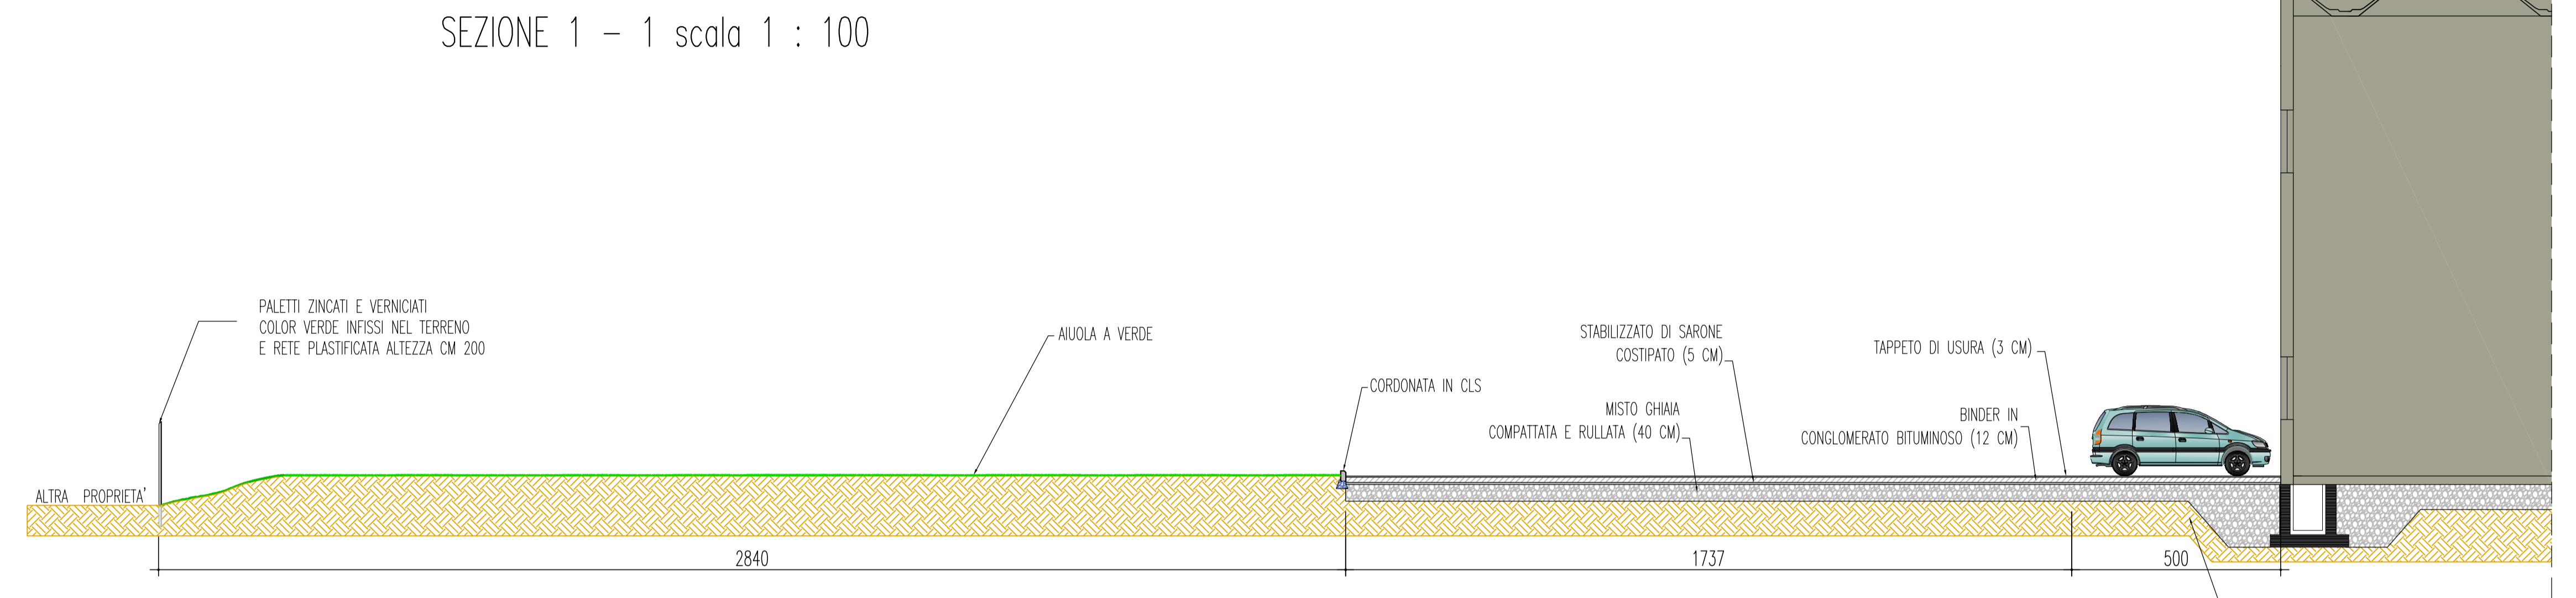 SEZIONE 1 - 1 scala 1 : 100
PALETTI ZINCATI E VERNICIATI
COLOR VERDE INFISSI NEL TERRENO
E RETE PLASTIFICATA ALTEZZA CM 200
AIUOLA A VERDE
CORDONATA IN CLS
STABILIZZATO DI SARONE
COSTIPATO (5 CM)
MISTO GHIAIA
COMPATTATA E RULLATA (40 CM)
TAPPETO DI USURA (3 CM)
BINDER IN
CONGLOMERATO BITUMINOSO (12 CM)
ALTRA PROPRIETA'
2840
1737
500